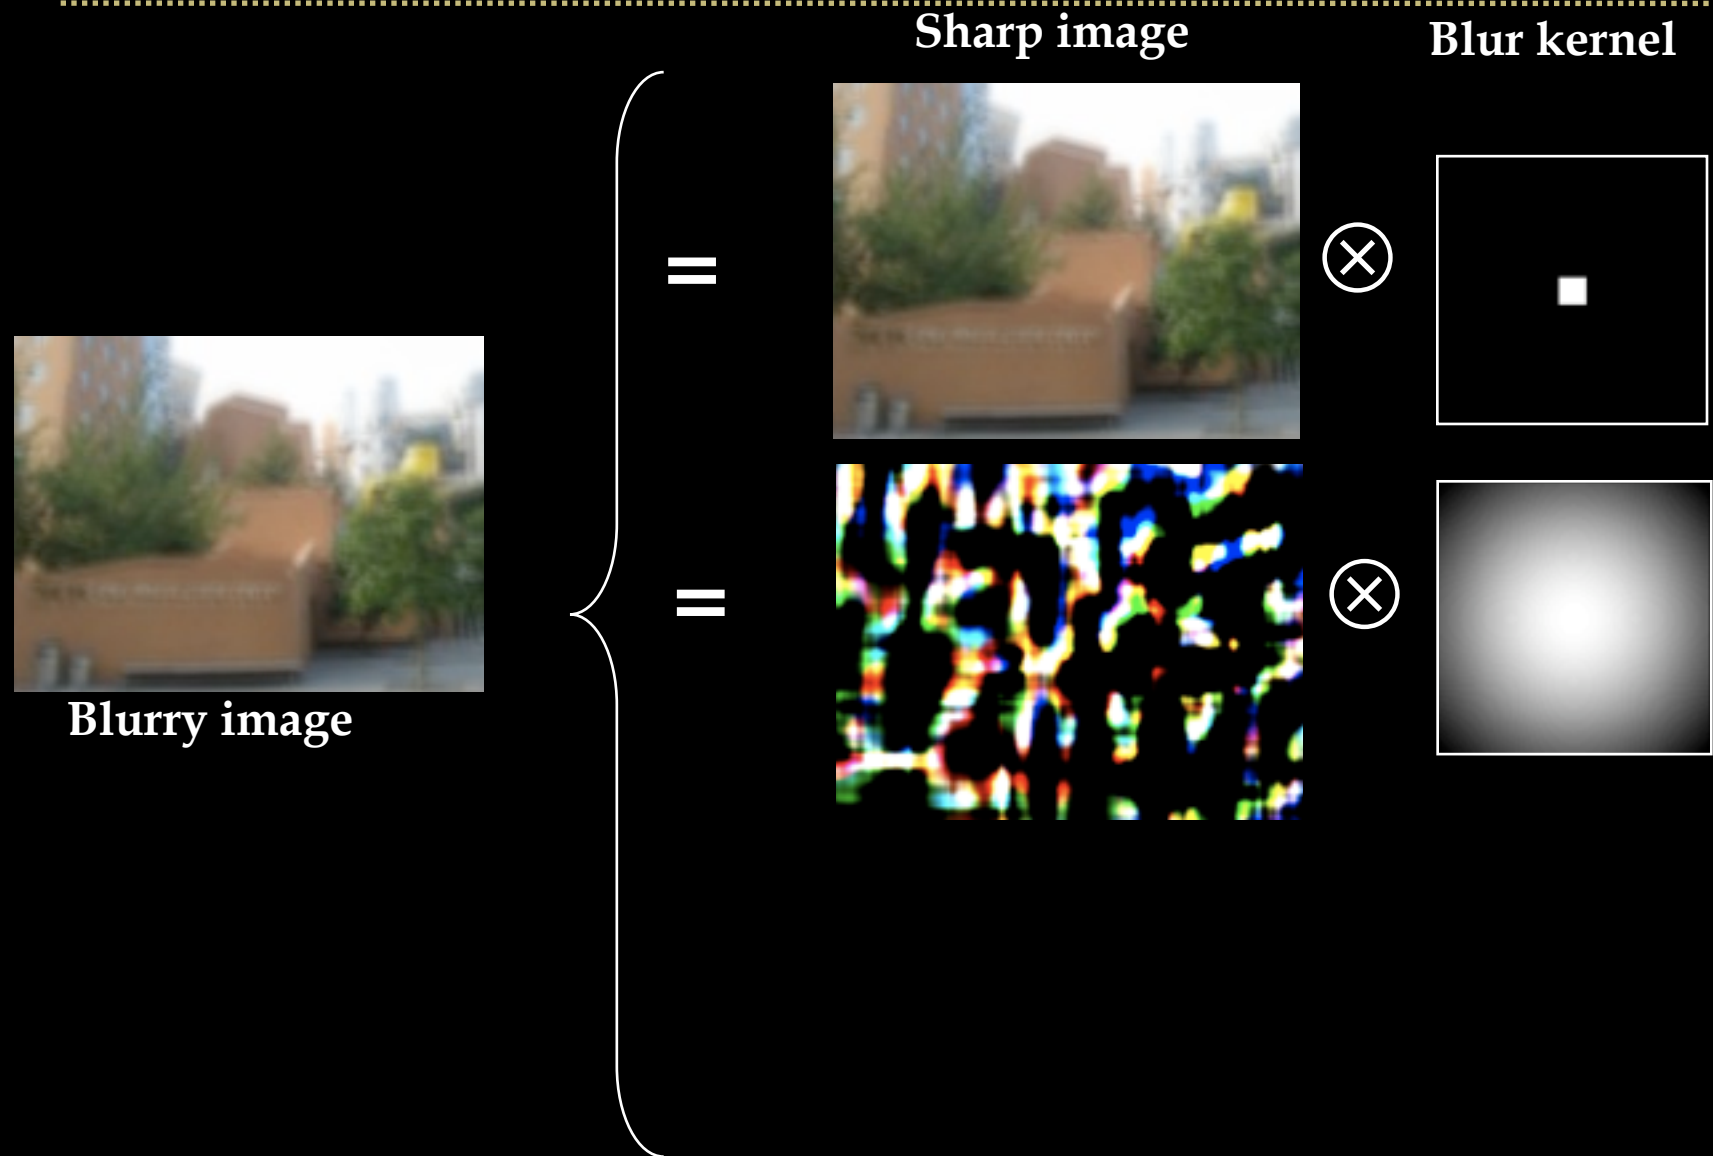 Sharp image
Blur kernel
=
⊗
=
⊗
Blurry image